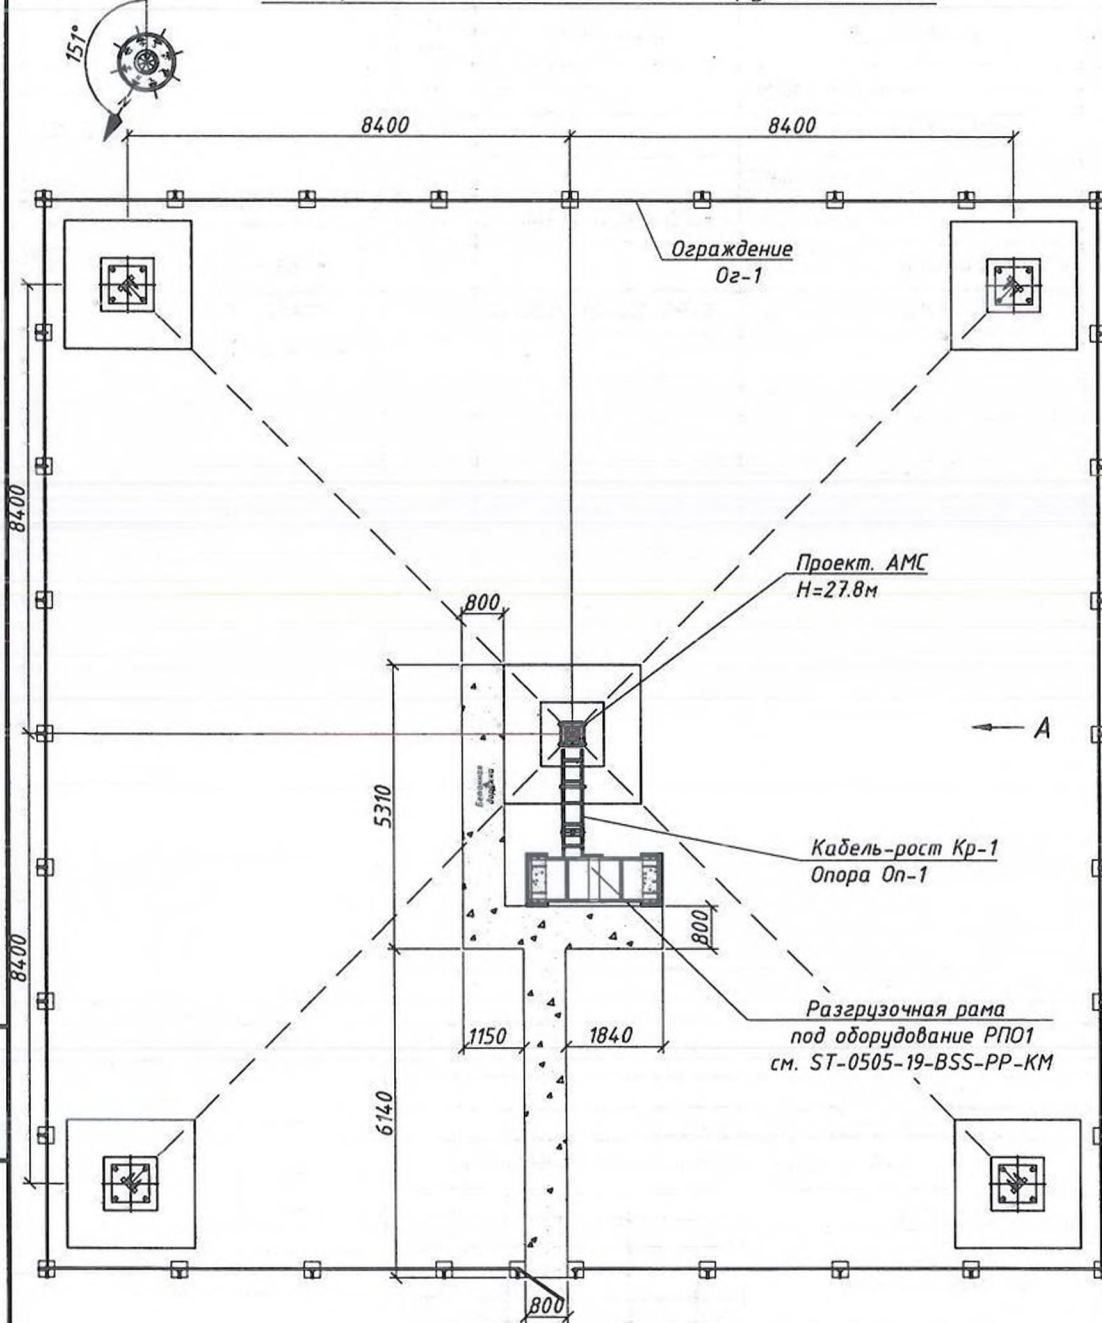 151°
N
8400
8400
Ограждение
Ог-1
8400
Проект. АМС
Н=27.8м
800
А
5310
Бетонная
дорожка
Кабель-рост Кр-1
Опора Оп-1
800
8400
Разгрузочная рама
под оборудование РПО1
см. ST-0505-19-BSS-PP-KM
1150
1840
6140
800